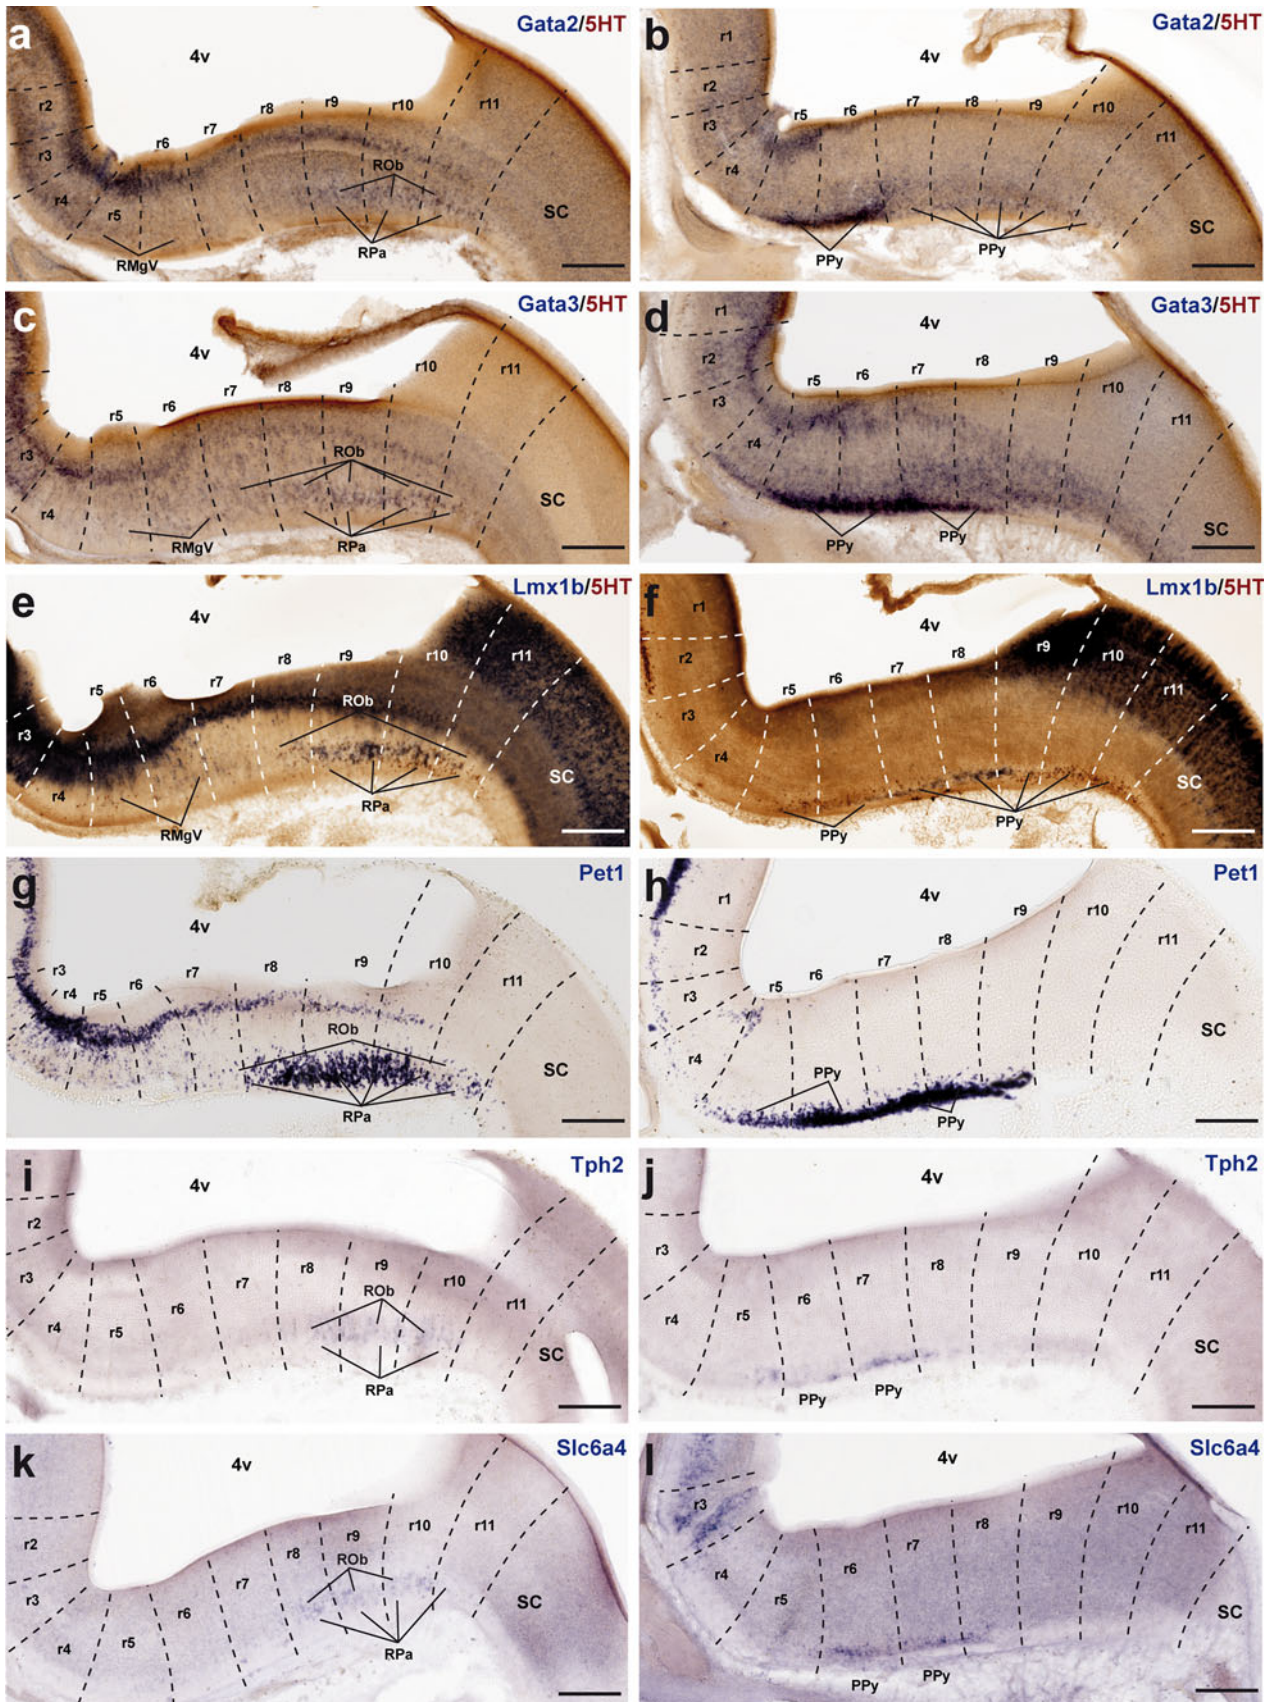 a
Gata2/5HT
4v
r2
r3
r4
r5
r6
r7
r8
r9
r10
r11
ROb
RMgV
RPa
SC
b
Gata2/5HT
4v
r1
r2
r3
r4
r5
r6
r7
r8
r9
r10
r11
PPy
PPy
SC
c
Gata3/5HT
4v
r3
r4
r5
r6
r7
r8
r9
r10
r11
ROb
RMgV
RPa
SC
d
Gata3/5HT
4v
r1
r2
r3
r4
r5
r6
r7
r8
r9
r10
r11
PPy
PPy
SC
e
Lmx1b/5HT
4v
r3
r4
r5
r6
r7
r8
r9
r10
r11
ROb
RMgV
RPa
SC
f
Lmx1b/5HT
4v
r1
r2
r3
r4
r5
r6
r7
r8
r9
r10
r11
PPy
PPy
SC
g
Pet1
4v
r3
r4
r5
r6
r7
r8
r9
r10
r11
ROb
RPa
SC
h
Pet1
4v
r1
r2
r3
r4
r5
r6
r7
r8
r9
r10
r11
PPy
PPy
SC
i
Tph2
4v
r2
r3
r4
r5
r6
r7
r8
r9
r10
r11
ROb
RPa
SC
j
Tph2
4v
r3
r4
r5
r6
r7
r8
r9
r10
r11
PPy
PPy
SC
k
Slc6a4
4v
r2
r3
r4
r5
r6
r7
r8
r9
r10
r11
ROb
RPa
SC
l
Slc6a4
4v
r3
r4
r5
r6
r7
r8
r9
r10
r11
PPy
PPy
SC